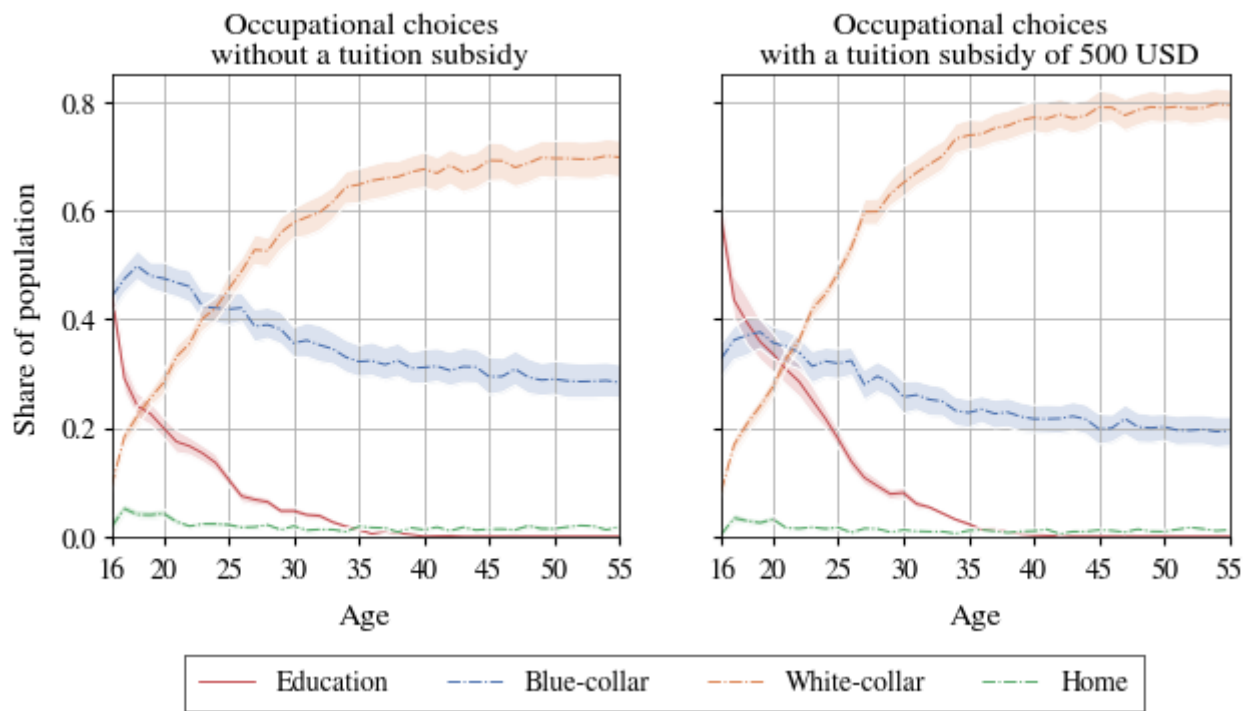 Occupational choices
without a tuition subsidy
Occupational choices
with a tuition subsidy of 500 USD
Share of population
0.8
0.6
0.4
0.2
0.0
16 20 25 30 35 40 45 50 55
16 20 25 30 35 40 45 50 55
Age
Age
Education Blue-collar White-collar Home